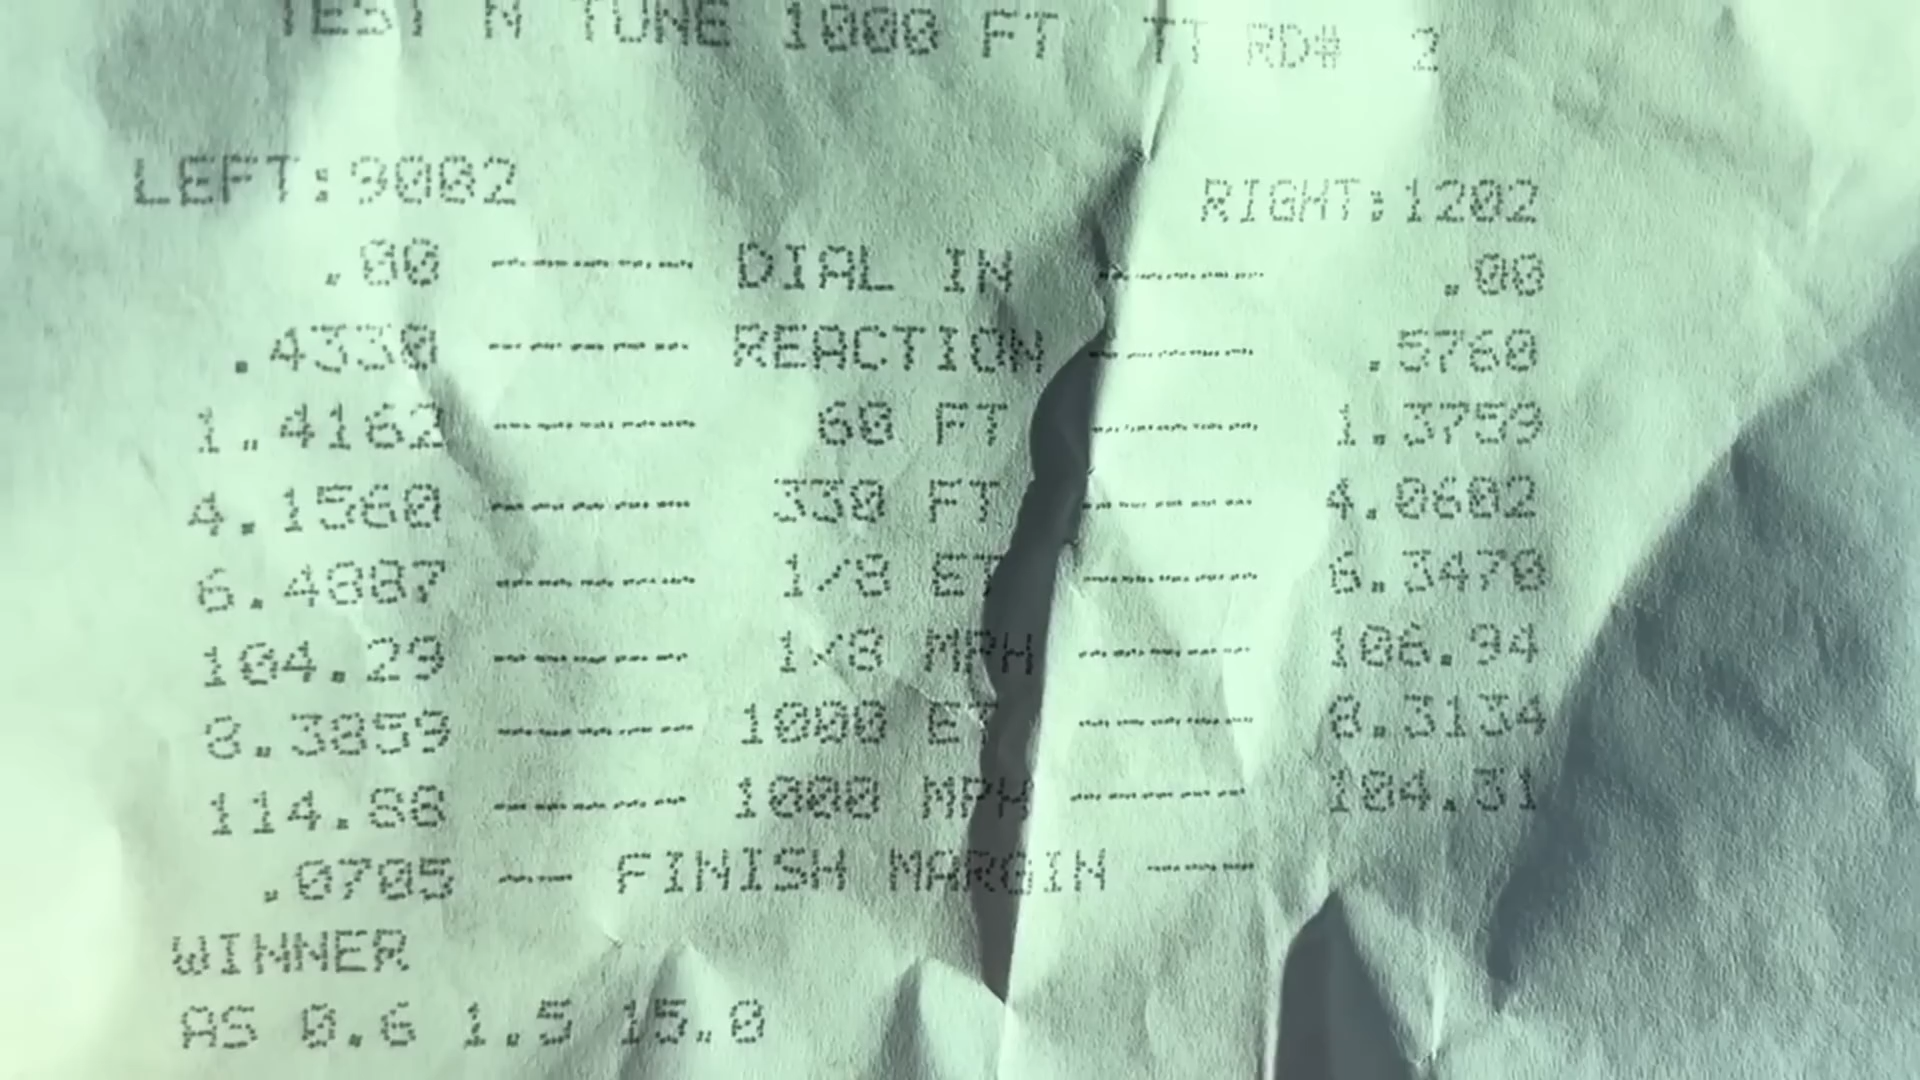 TEST N TUNE 1000 FT TT RD# 2
LEFT:9002 RIGHT:1202
.00 ------ DIAL IN ------ .00
.4330 ------ REACTION ------ .5760
1.4162 ------ 60 FT ------ 1.3759
4.1560 ------ 330 FT ------ 4.0602
6.4887 ------ 1/8 ET ------ 6.3470
104.29 ------ 1/8 MPH ------ 106.94
8.3859 ------ 1000 ET ------ 8.3134
114.88 ------ 1000 MPH ------ 104.31
.0705 -- FINISH MARGIN ---
WINNER
AS 0.6 1.5 15.0